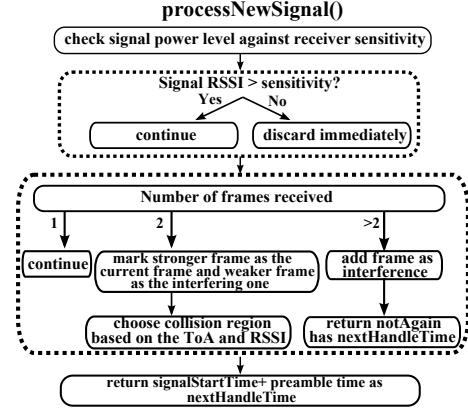 processNewSignal()
check signal power level against receiver sensitivity
Signal RSSI > sensitivity?
Yes
No
continue
discard immediately
Number of frames received
1
2
>2
continue
mark stronger frame as the
current frame and weaker frame
as the interfering one
add frame as
interference
choose collision region
based on the ToA and RSSI
return notAgain
has nextHandleTime
return signalStartTime+ preamble time as
nextHandleTime